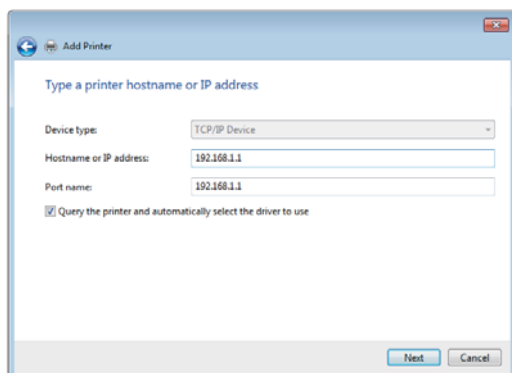 Add Printer
Type a printer hostname or IP address
Device type: TCP/IP Device
Hostname or IP address: 192.168.1.1
Port name: 192.168.1.1
Query the printer and automatically select the driver to use
Next Cancel